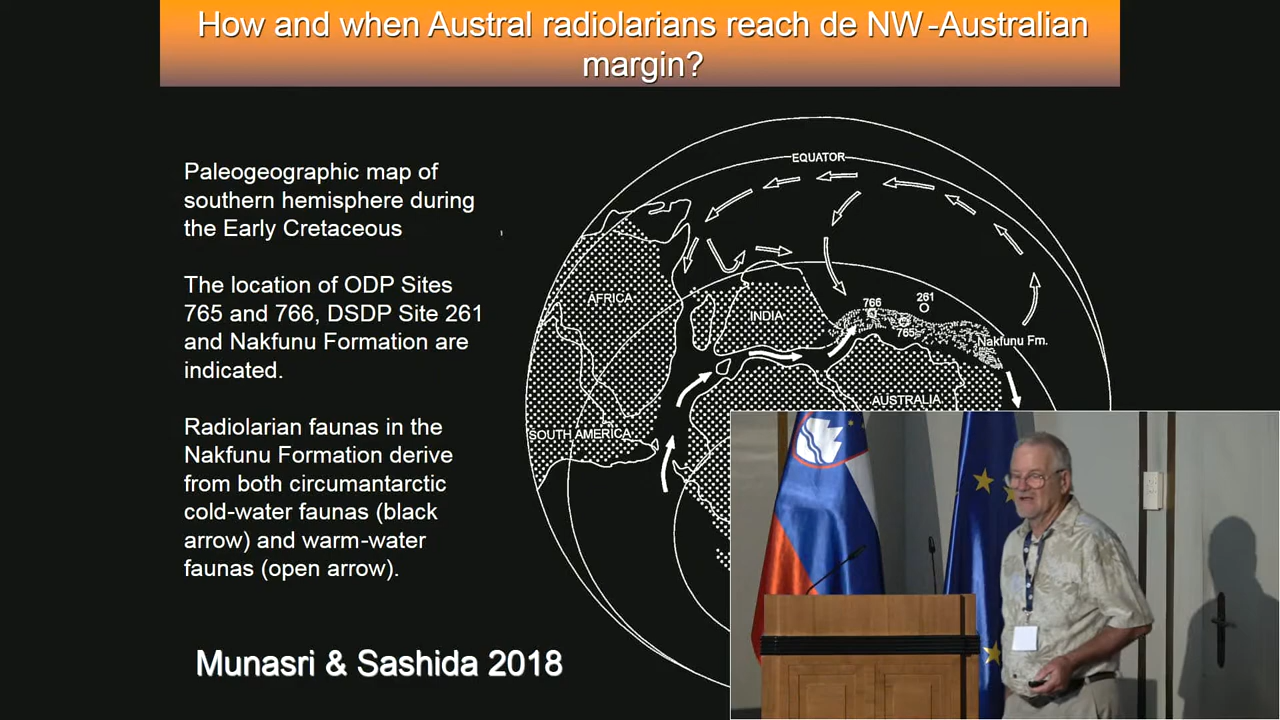 How and when Austral radiolarians reach de NW-Australian
margin?
Paleogeographic map of
southern hemisphere during
the Early Cretaceous
The location of ODP Sites
765 and 766, DSDP Site 261
and Nakfunu Formation are
indicated.
Radiolarian faunas in the
Nakfunu Formation derive
from both circumantarctic
cold-water faunas (black
arrow) and warm-water
faunas (open arrow).
Munasri & Sashida 2018
EQUATOR
AFRICA
INDIA
766
261
765
Nakfunu Fm.
AUSTRALIA
SOUTH AMERICA